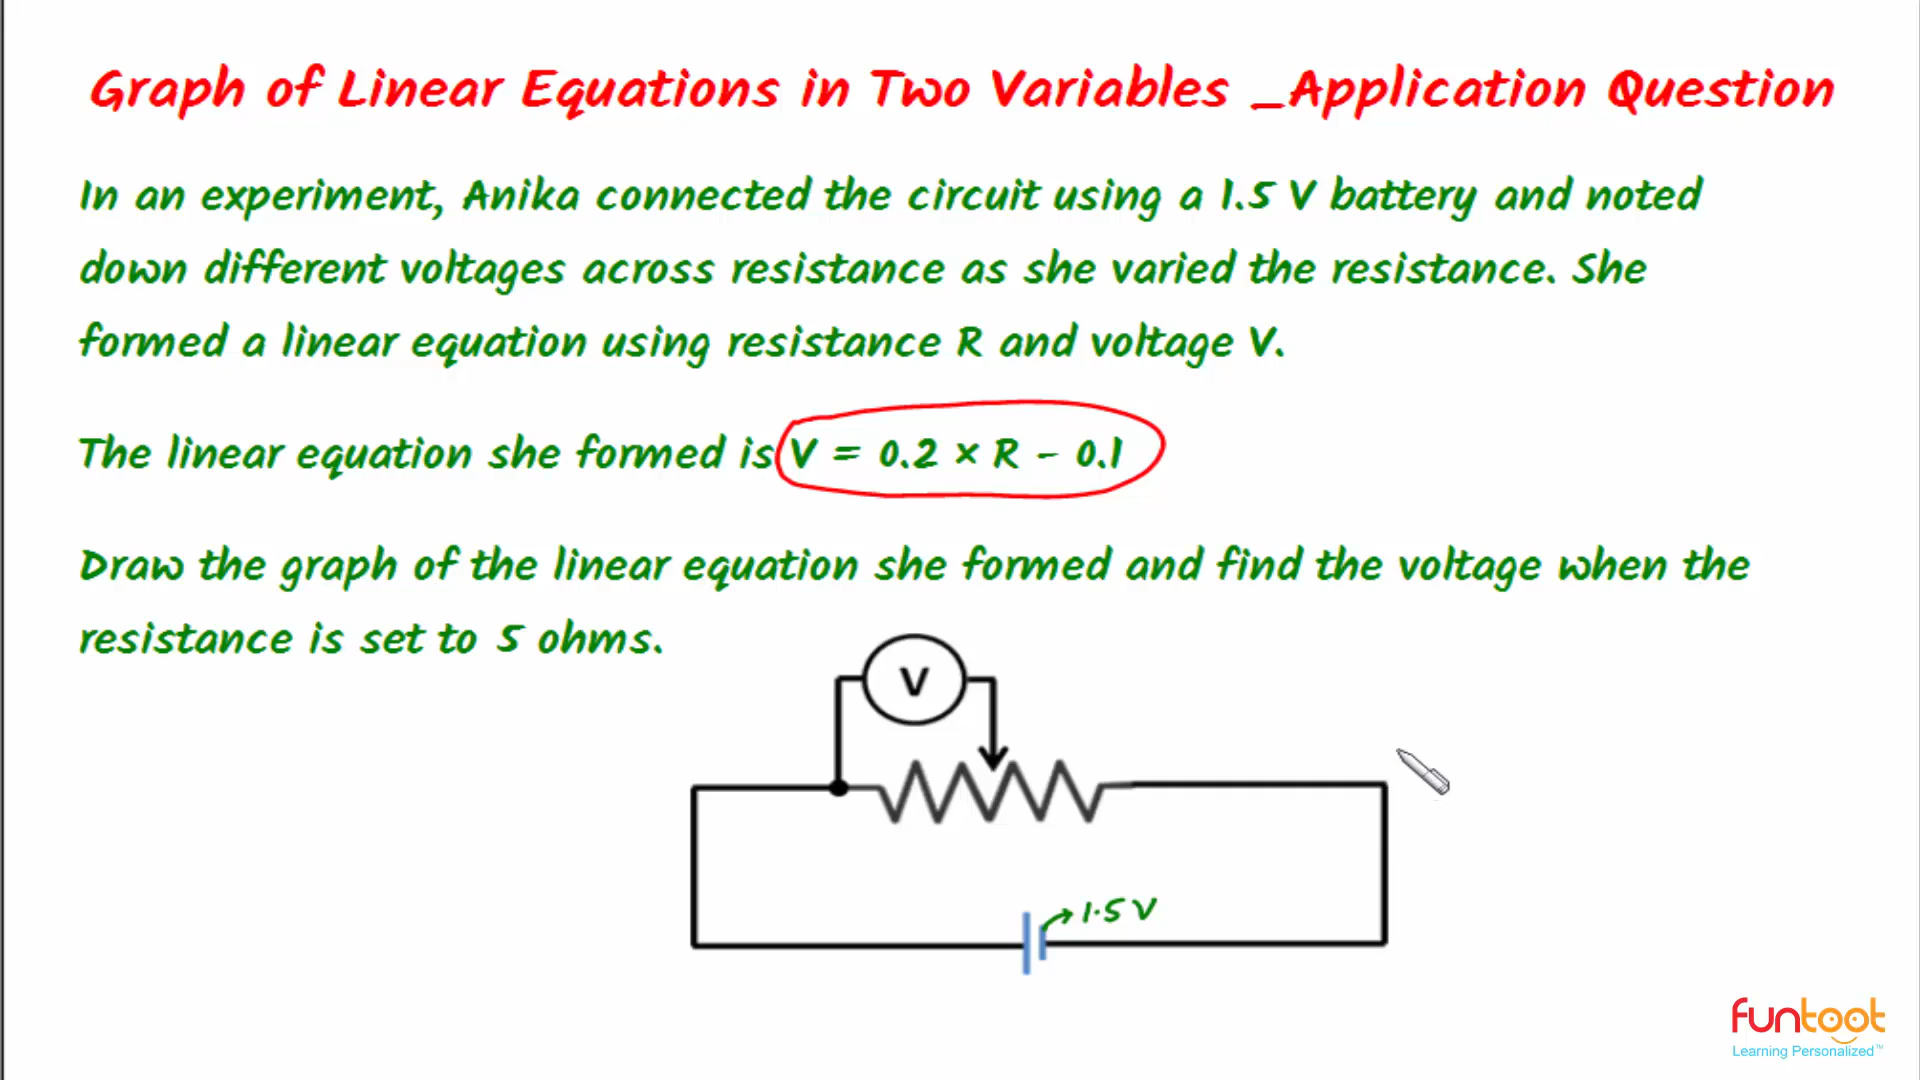 Graph of Linear Equations in Two Variables _Application Question
In an experiment, Anika connected the circuit using a 1.5 V battery and noted
down different voltages across resistance as she varied the resistance. She
formed a linear equation using resistance R and voltage V.
The linear equation she formed is V = 0.2 × R - 0.1
Draw the graph of the linear equation she formed and find the voltage when the
resistance is set to 5 ohms.
V
1.5 V
funtoot
Learning Personalized™